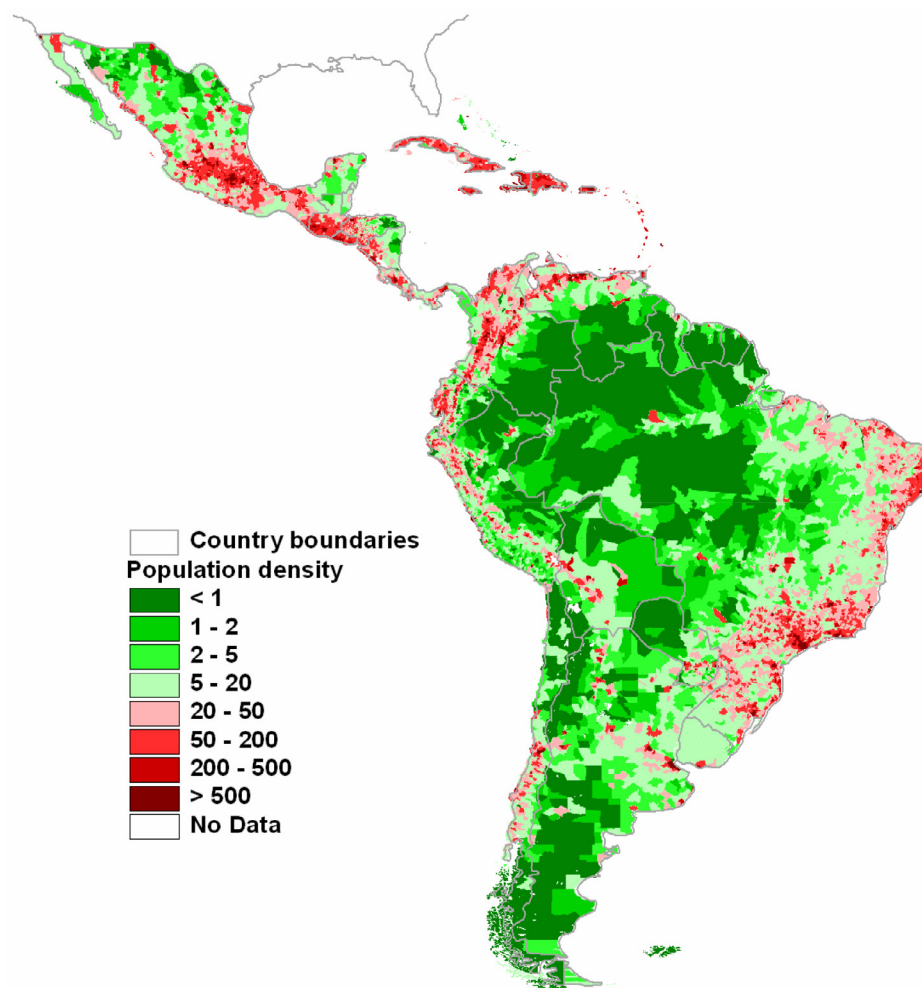 Country boundaries
Population density
< 1
1 - 2
2 - 5
5 - 20
20 - 50
50 - 200
200 - 500
> 500
No Data